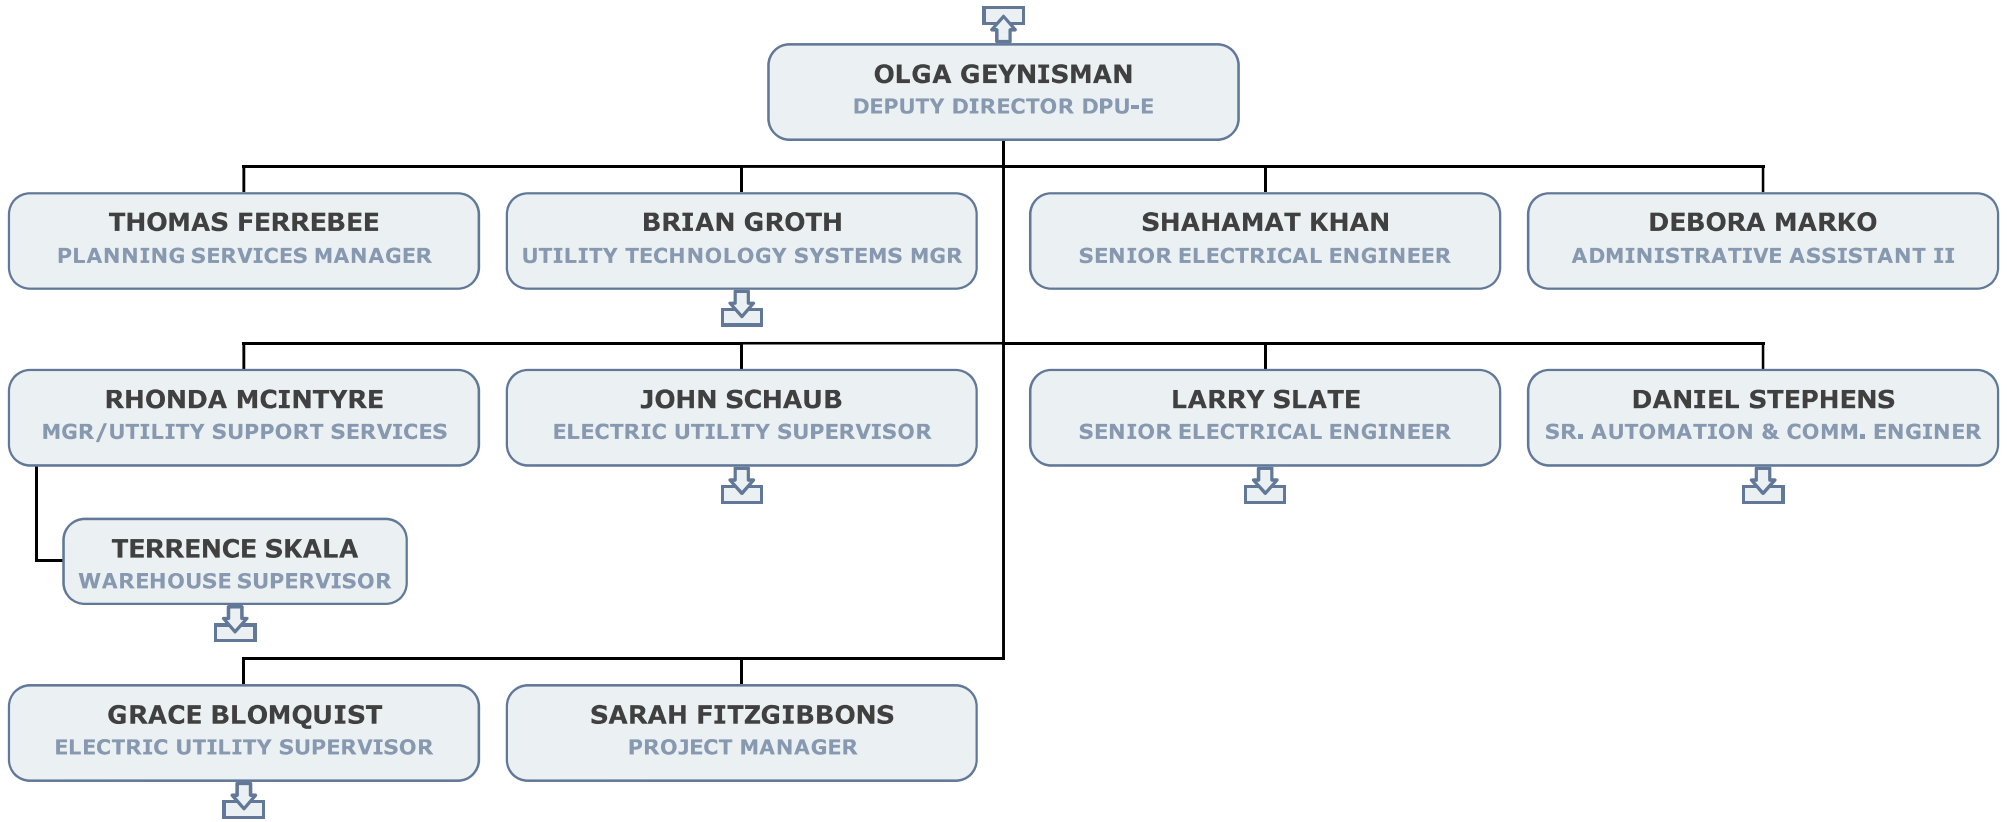 OLGA GEYNISMAN
DEPUTY DIRECTOR DPU-E
THOMAS FERREBEE
PLANNING SERVICES MANAGER
BRIAN GROTH
UTILITY TECHNOLOGY SYSTEMS MGR
SHAHAMAT KHAN
SENIOR ELECTRICAL ENGINEER
DEBORA MARKO
ADMINISTRATIVE ASSISTANT II
RHONDA MCINTYRE
MGR/UTILITY SUPPORT SERVICES
JOHN SCHAUB
ELECTRIC UTILITY SUPERVISOR
LARRY SLATE
SENIOR ELECTRICAL ENGINEER
DANIEL STEPHENS
SR. AUTOMATION & COMM. ENGINER
TERRENCE SKALA
WAREHOUSE SUPERVISOR
GRACE BLOMQUIST
ELECTRIC UTILITY SUPERVISOR
SARAH FITZGIBBONS
PROJECT MANAGER